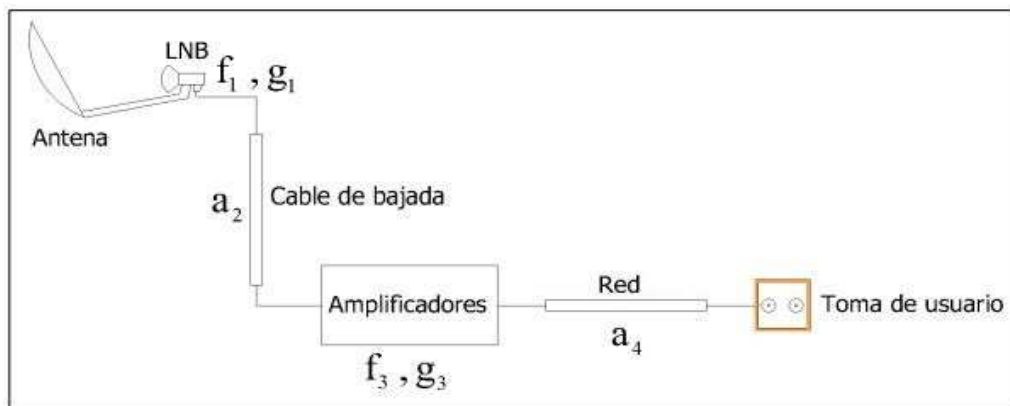 LNB
f₁ , g₁
Antena
a₂
Cable de bajada
Amplificadores
Red
Toma de usuario
a₄
f₃ , g₃